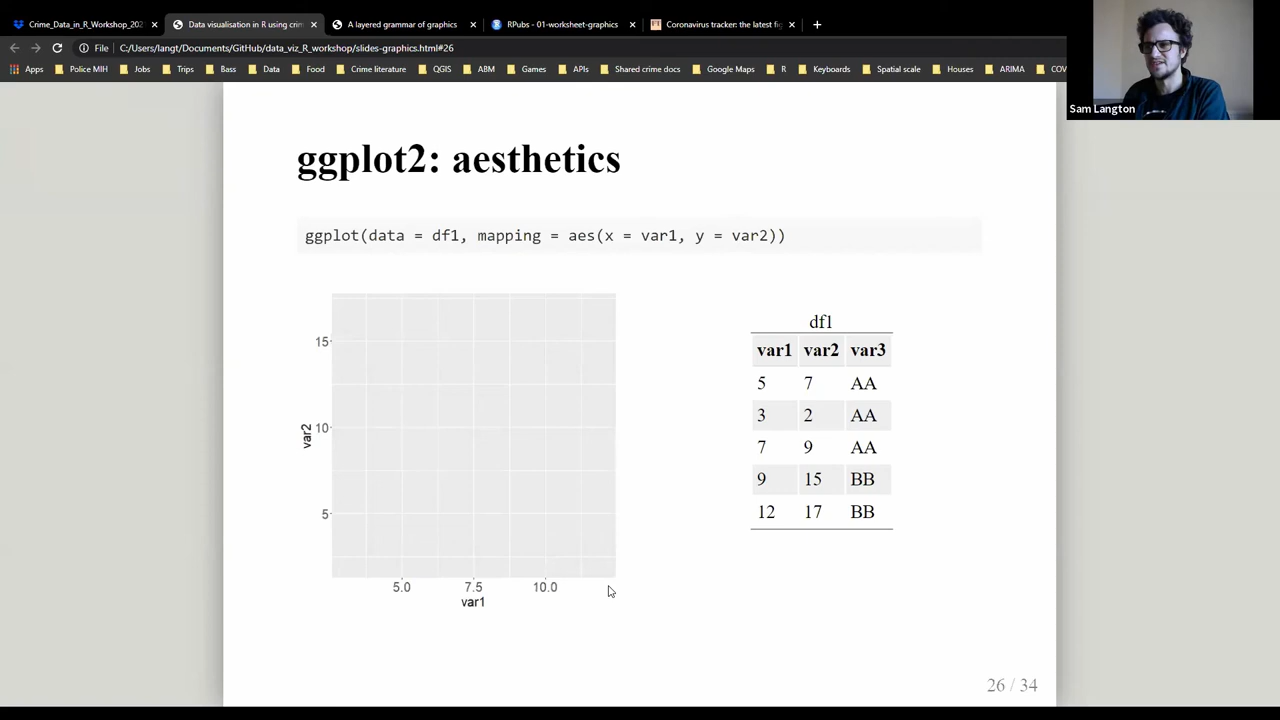 Crime_Data_in_R_Workshop_202
Data visualisation in R using crim
A layered grammar of graphics
RPubs - 01-worksheet-graphics
Coronavirus tracker: the latest fig
File C:/Users/langt/Documents/GitHub/data_viz_R_workshop/slides-graphics.html#26
Apps Police MIH Jobs Trips Bass Data Food Crime literature QGIS ABM Games APIs Shared crime docs Google Maps R Keyboards Spatial scale Houses ARIMA COV
Sam Langton
ggplot2: aesthetics
ggplot(data = df1, mapping = aes(x = var1, y = var2))
15
10
5
var2
5.0 7.5 10.0
var1
df1
var1 var2 var3
5 7 AA
3 2 AA
7 9 AA
9 15 BB
12 17 BB
26 / 34